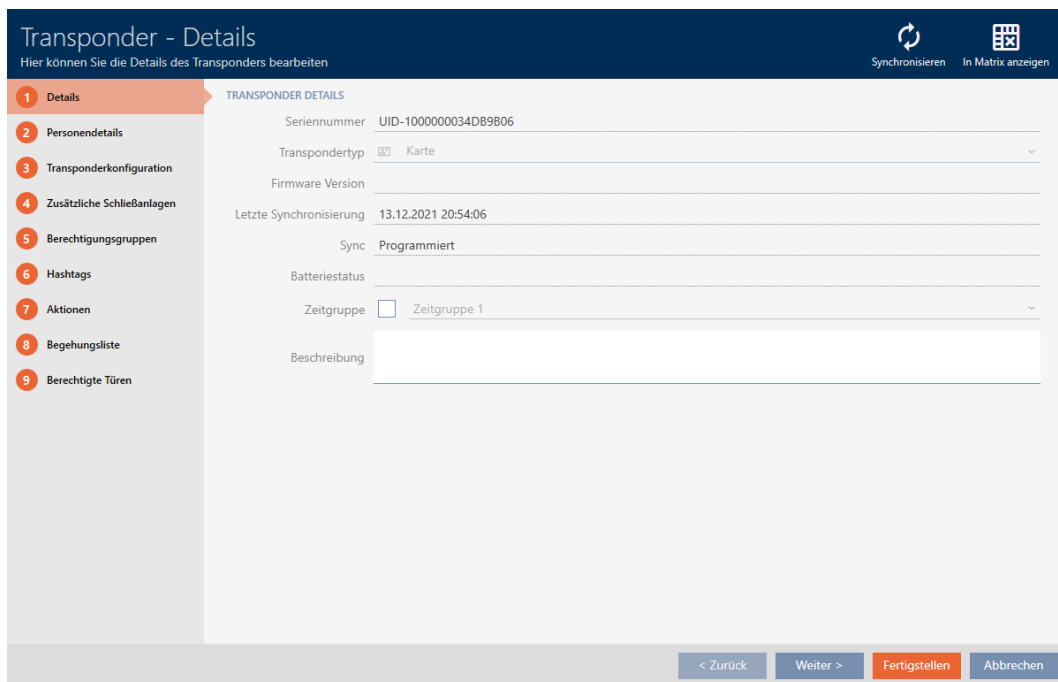 Transponder - Details
Hier können Sie die Details des Transponders bearbeiten
Synchronisieren
In Matrix anzeigen
1 Details
2 Personendetails
3 Transponderkonfiguration
4 Zusätzliche Schließanlagen
5 Berechtigungsgruppen
6 Hashtags
7 Aktionen
8 Begehungsliste
9 Berechtigte Türen
TRANSPONDER DETAILS
Seriennummer UID-1000000034DB9B06
Transpondertyp Karte
Firmware Version
Letzte Synchronisierung 13.12.2021 20:54:06
Sync Programmiert
Batteriestatus
Zeitgruppe Zeitgruppe 1
Beschreibung
< Zurück
Weiter >
Fertigstellen
Abbrechen